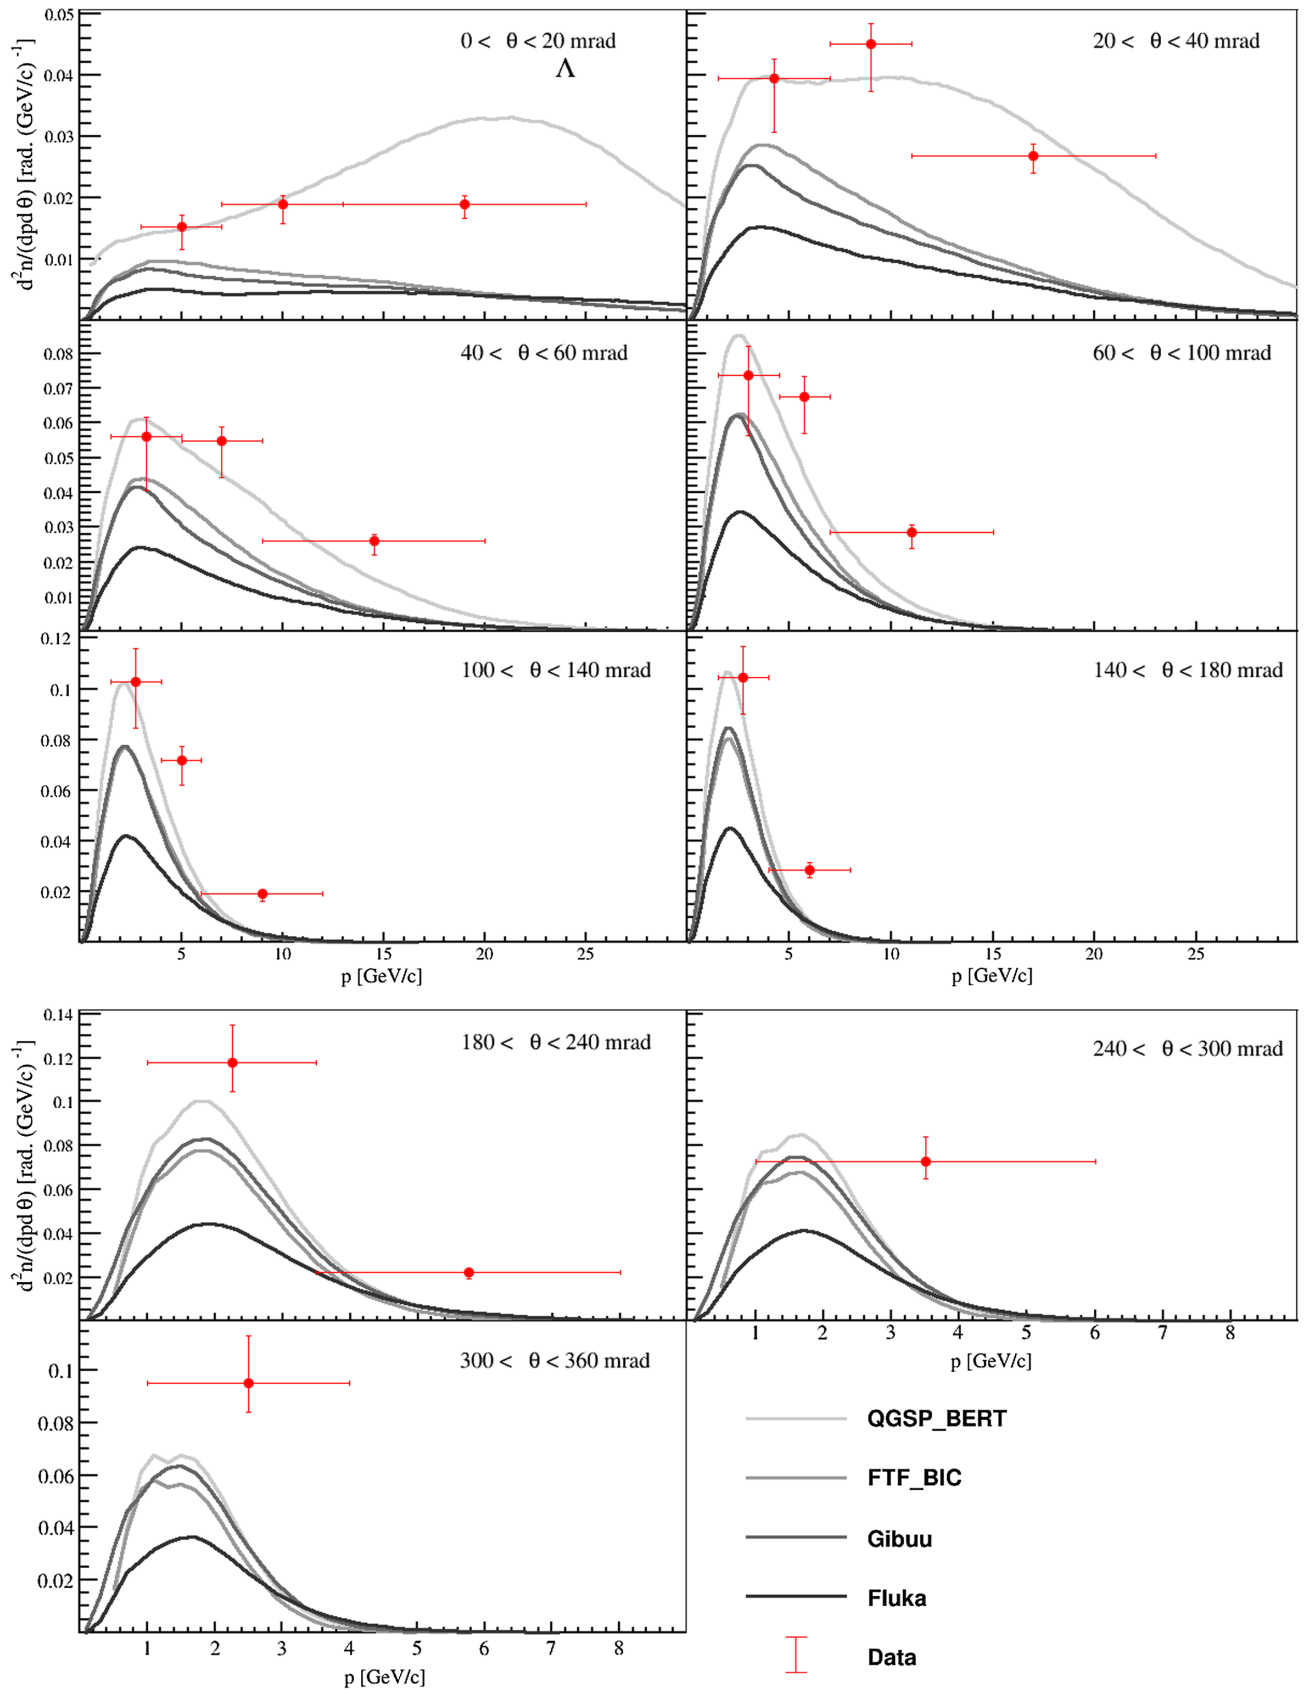 d²n/(dpd θ) [rad. (GeV/c) ⁻¹]
0.05
0.04
0.03
0.02
0.01
0 < θ < 20 mrad
Λ
20 < θ < 40 mrad
0.08
0.07
0.06
0.05
0.04
0.03
0.02
0.01
40 < θ < 60 mrad
60 < θ < 100 mrad
0.12
0.1
0.08
0.06
0.04
0.02
100 < θ < 140 mrad
140 < θ < 180 mrad
5 10 15 20 25
5 10 15 20 25
p [GeV/c]
p [GeV/c]
d²n/(dpd θ) [rad. (GeV/c) ⁻¹]
0.14
0.12
0.1
0.08
0.06
0.04
0.02
180 < θ < 240 mrad
240 < θ < 300 mrad
1 2 3 4 5 6 7 8
p [GeV/c]
0.1
0.08
0.06
0.04
0.02
300 < θ < 360 mrad
1 2 3 4 5 6 7 8
p [GeV/c]
QGSP_BERT
FTF_BIC
Gibuu
Fluka
Data